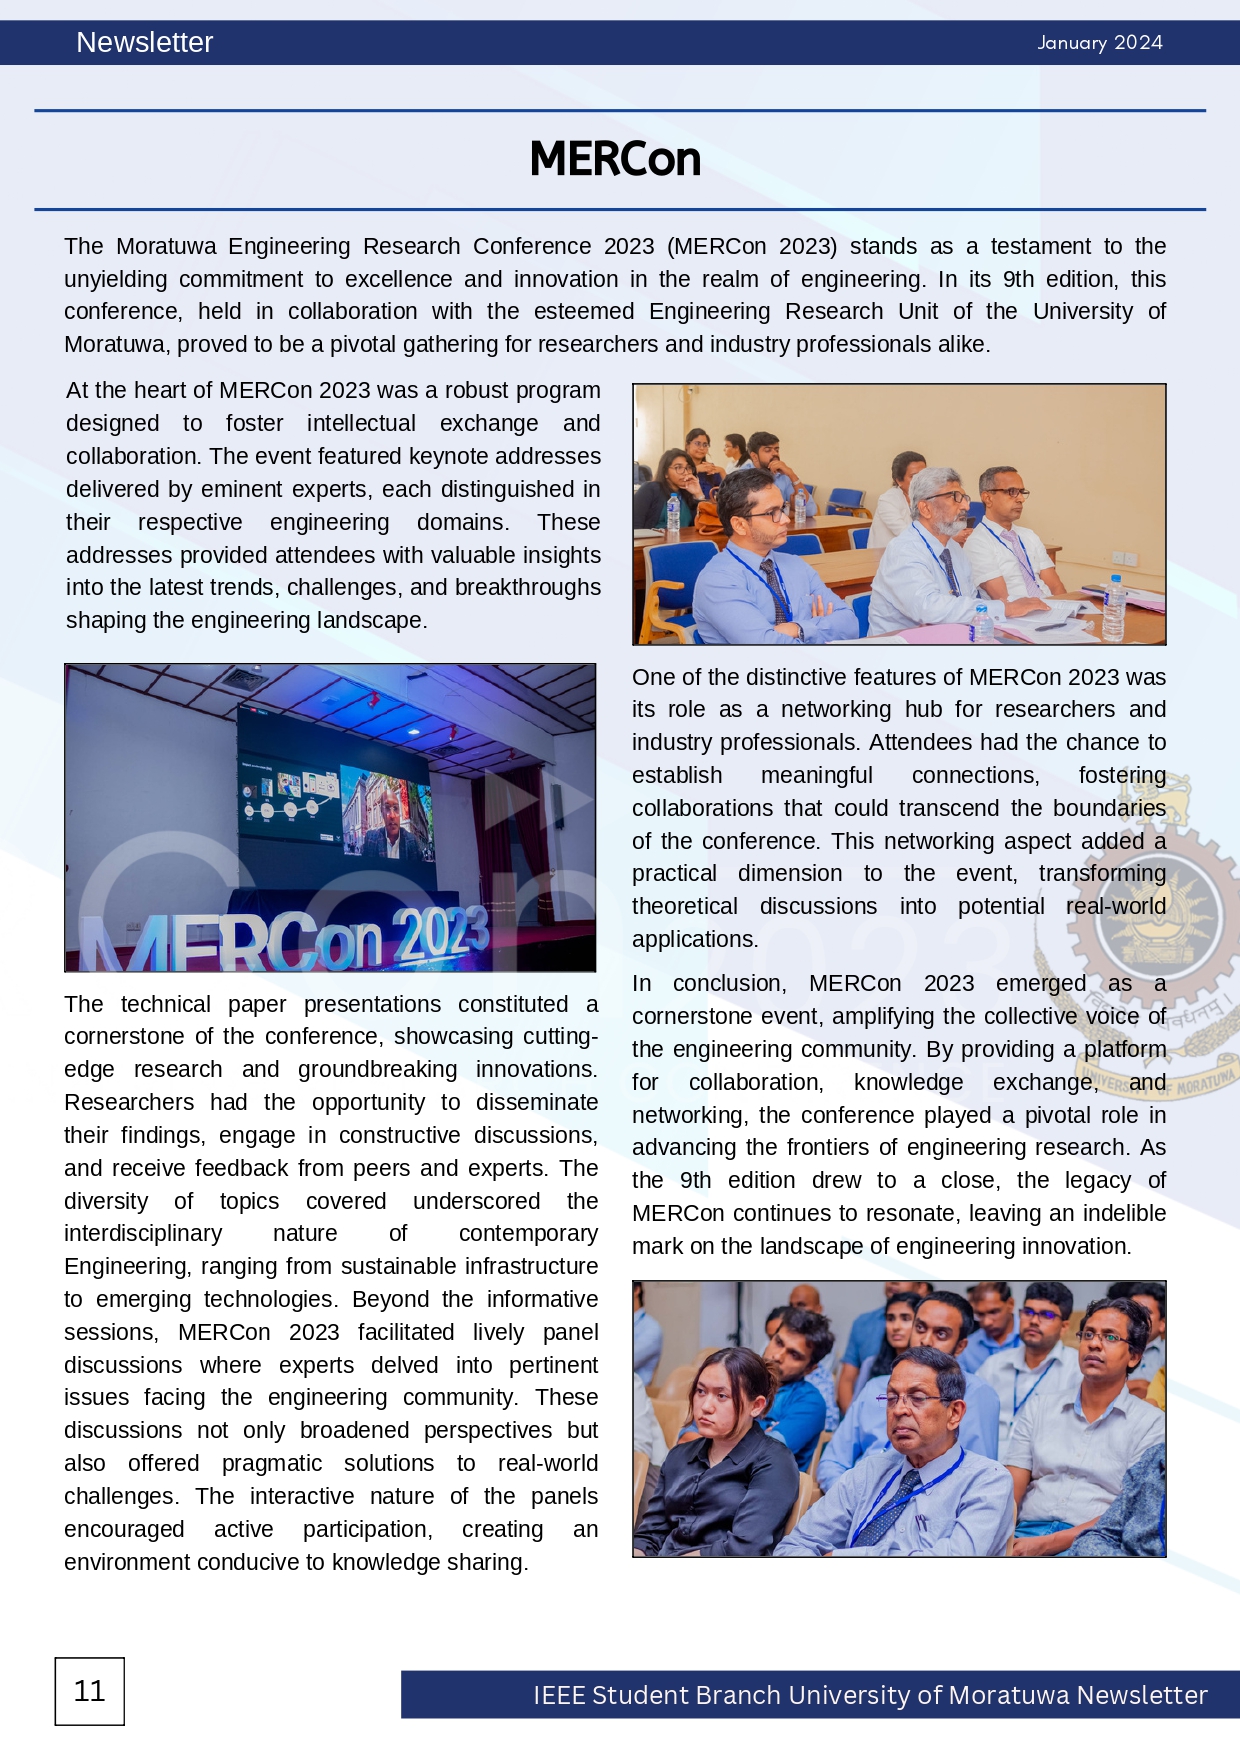 Newsletter
January 2024
MERCon
The Moratuwa Engineering Research Conference 2023 (MERCon 2023) stands as a testament to the
unyielding commitment to excellence and innovation in the realm of engineering. In its 9th edition, this
conference, held in collaboration with the esteemed Engineering Research Unit of the University of
Moratuwa, proved to be a pivotal gathering for researchers and industry professionals alike.
At the heart of MERCon 2023 was a robust program
designed to foster intellectual exchange and
collaboration. The event featured keynote addresses
delivered by eminent experts, each distinguished in
their respective engineering domains. These
addresses provided attendees with valuable insights
into the latest trends, challenges, and breakthroughs
shaping the engineering landscape.
MERCon 2023
The technical paper presentations constituted a
cornerstone of the conference, showcasing cutting-
edge research and groundbreaking innovations.
Researchers had the opportunity to disseminate
their findings, engage in constructive discussions,
and receive feedback from peers and experts. The
diversity of topics covered underscored the
interdisciplinary nature of contemporary
Engineering, ranging from sustainable infrastructure
to emerging technologies. Beyond the informative
sessions, MERCon 2023 facilitated lively panel
discussions where experts delved into pertinent
issues facing the engineering community. These
discussions not only broadened perspectives but
also offered pragmatic solutions to real-world
challenges. The interactive nature of the panels
encouraged active participation, creating an
environment conducive to knowledge sharing.
One of the distinctive features of MERCon 2023 was
its role as a networking hub for researchers and
industry professionals. Attendees had the chance to
establish meaningful connections, fostering
collaborations that could transcend the boundaries
of the conference. This networking aspect added a
practical dimension to the event, transforming
theoretical discussions into potential real-world
applications.
In conclusion, MERCon 2023 emerged as a
cornerstone event, amplifying the collective voice of
the engineering community. By providing a platform
for collaboration, knowledge exchange, and
networking, the conference played a pivotal role in
advancing the frontiers of engineering research. As
the 9th edition drew to a close, the legacy of
MERCon continues to resonate, leaving an indelible
mark on the landscape of engineering innovation.
UNIVERSITY OF MORATUWA
11
IEEE Student Branch University of Moratuwa Newsletter